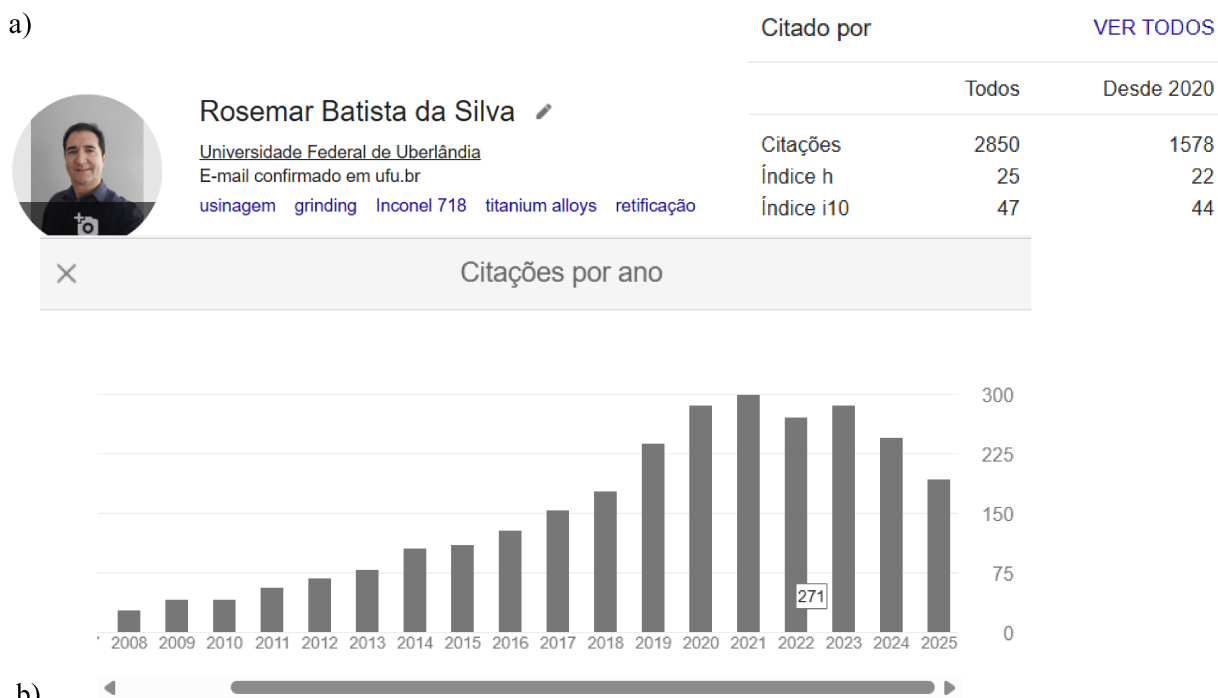 a)
Citado por VER TODOS
Todos Desde 2020
Citações 2850 1578
Índice h 25 22
Índice i10 47 44
Rosemar Batista da Silva
Universidade Federal de Uberlândia
E-mail confirmado em ufu.br
usinagem grinding Inconel 718 titanium alloys retificação
Citações por ano
300
225
150
75
271
0
2008 2009 2010 2011 2012 2013 2014 2015 2016 2017 2018 2019 2020 2021 2022 2023 2024 2025
b)